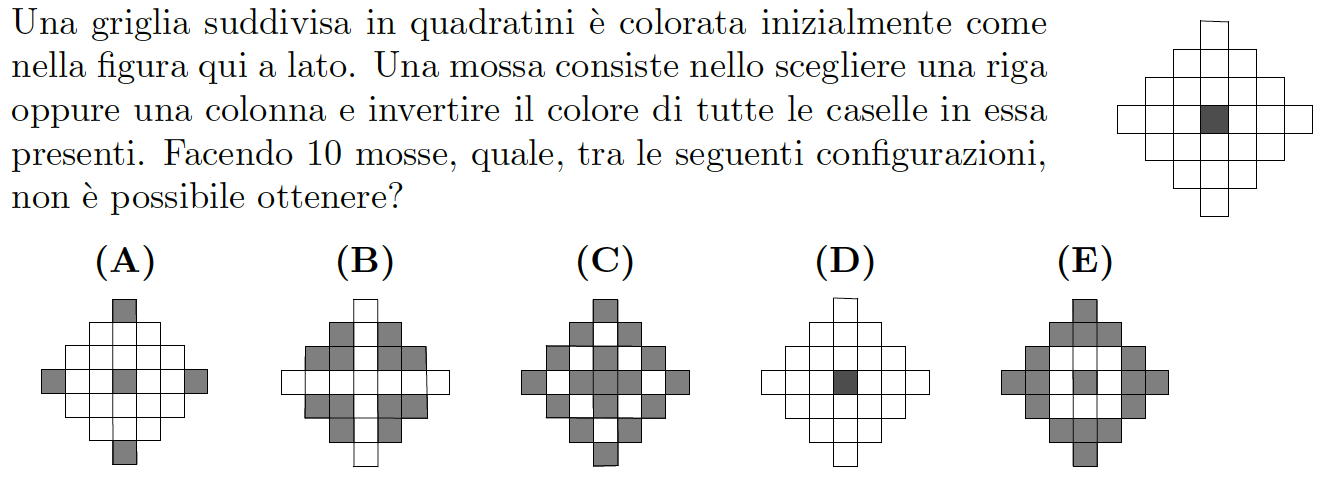 Una griglia suddivisa in quadratini è colorata inizialmente come
nella figura qui a lato. Una mossa consiste nello scegliere una riga
oppure una colonna e invertire il colore di tutte le caselle in essa
presenti. Facendo 10 mosse, quale, tra le seguenti configurazioni,
non è possibile ottenere?
(A) (B) (C) (D) (E)